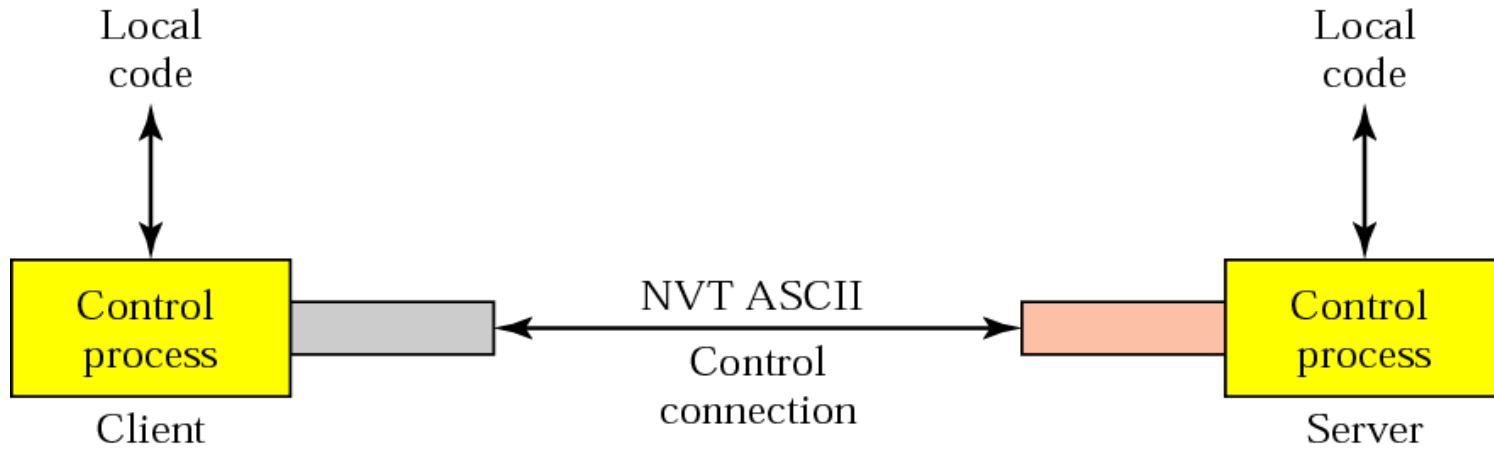 Local
code
Local
code
Control
process
NVT ASCII
Control
connection
Control
process
Client
Server